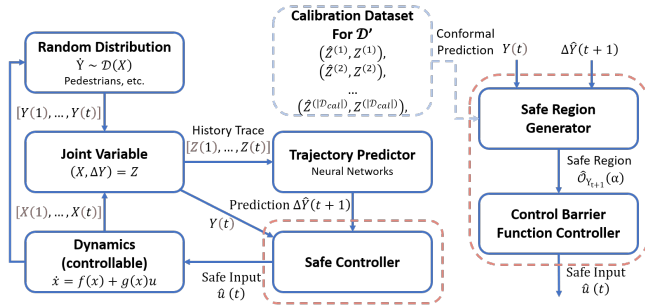 Random Distribution
Ẏ ~ 𝒟(X)
Pedestrians, etc.
[Y(1), ..., Y(t)]
Joint Variable
(X, ΔY) = Z
[X(1), ..., X(t)]
Dynamics
(controllable)
ẋ = f(x) + g(x)u
History Trace
[Z(1), ..., Z(t)]
Trajectory Predictor
Neural Networks
Prediction ΔŶ(t + 1)
Y(t)
Safe Controller
Safe Input
û (t)
Calibration Dataset
For 𝒟′
(Ẑ⁽¹⁾, Z⁽¹⁾),
(Ẑ⁽²⁾, Z⁽²⁾),
...
(Ẑ^(|𝒟_cal|), Z^(|𝒟_cal|)),
Conformal
Prediction
Y(t)
ΔŶ(t + 1)
Safe Region
Generator
Safe Region
Ô_{Y_{t+1}}(α)
Control Barrier
Function Controller
Safe Input
û (t)